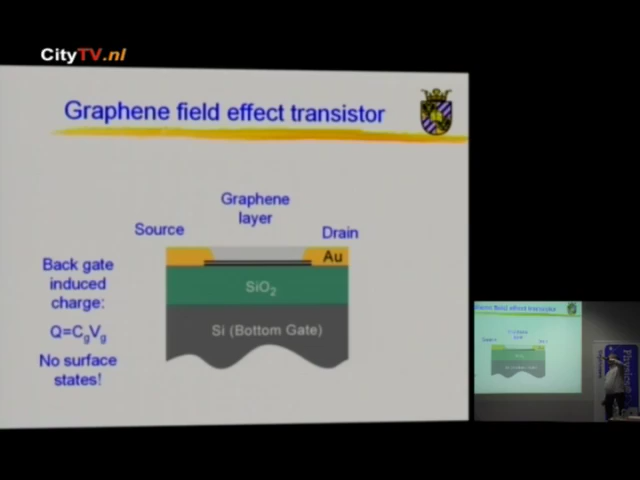 CityTV.nl
Graphene field effect transistor
Graphene
layer
Source
Drain
Au
Back gate
induced
charge:
SiO2
Q=CgVg
Si (Bottom Gate)
No surface
states!
Physics